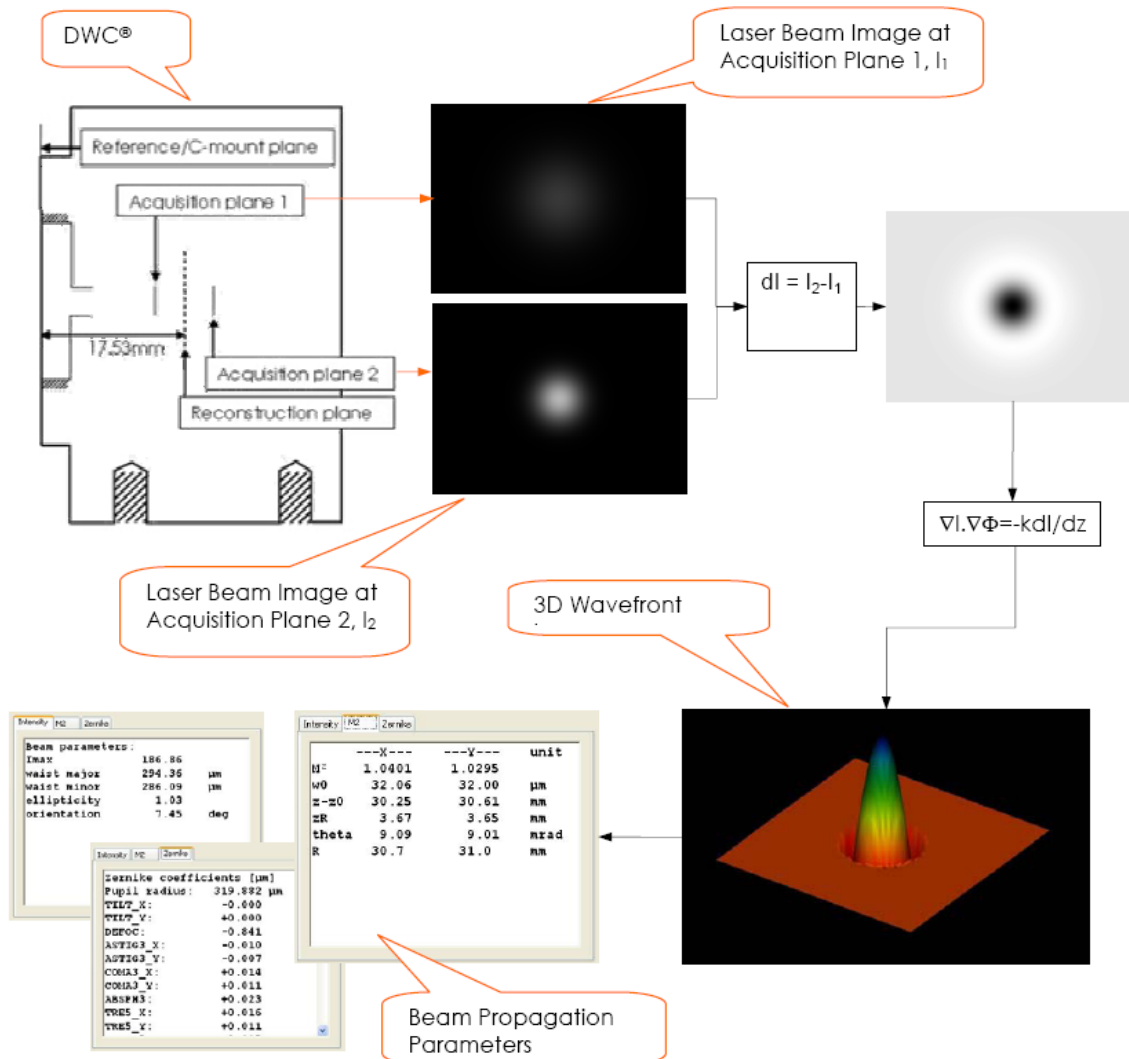 DWC®
Laser Beam Image at
Acquisition Plane 1, I₁
Reference/C-mount plane
Acquisition plane 1
17.53mm
Acquisition plane 2
Reconstruction plane
dI = I₂-I₁
∇I.∇Φ=-kdI/dz
Laser Beam Image at
Acquisition Plane 2, I₂
3D Wavefront
Intensity M2 Zernike
Beam parameters:
Imax 186.86
waist major 294.36 µm
waist minor 286.09 µm
ellipticity 1.03
orientation 7.45 deg
Intensity M2 Zernike
Zernike coefficients [µm]
Pupil radius: 319.882 µm
TILT_X: -0.000
TILT_Y: +0.000
DEFOC: -0.841
ASTIG3_X: -0.010
ASTIG3_Y: -0.007
COMA3_X: +0.014
COMA3_Y: +0.011
ABSPH3: +0.023
TRE5_X: +0.016
TRE5_Y: +0.011
Intensity M2 Zernike
---X--- ---Y--- unit
M² 1.0401 1.0295
w0 32.06 32.00 µm
z-z0 30.25 30.61 mm
zR 3.67 3.65 mm
theta 9.09 9.01 mrad
R 30.7 31.0 mm
Beam Propagation
Parameters